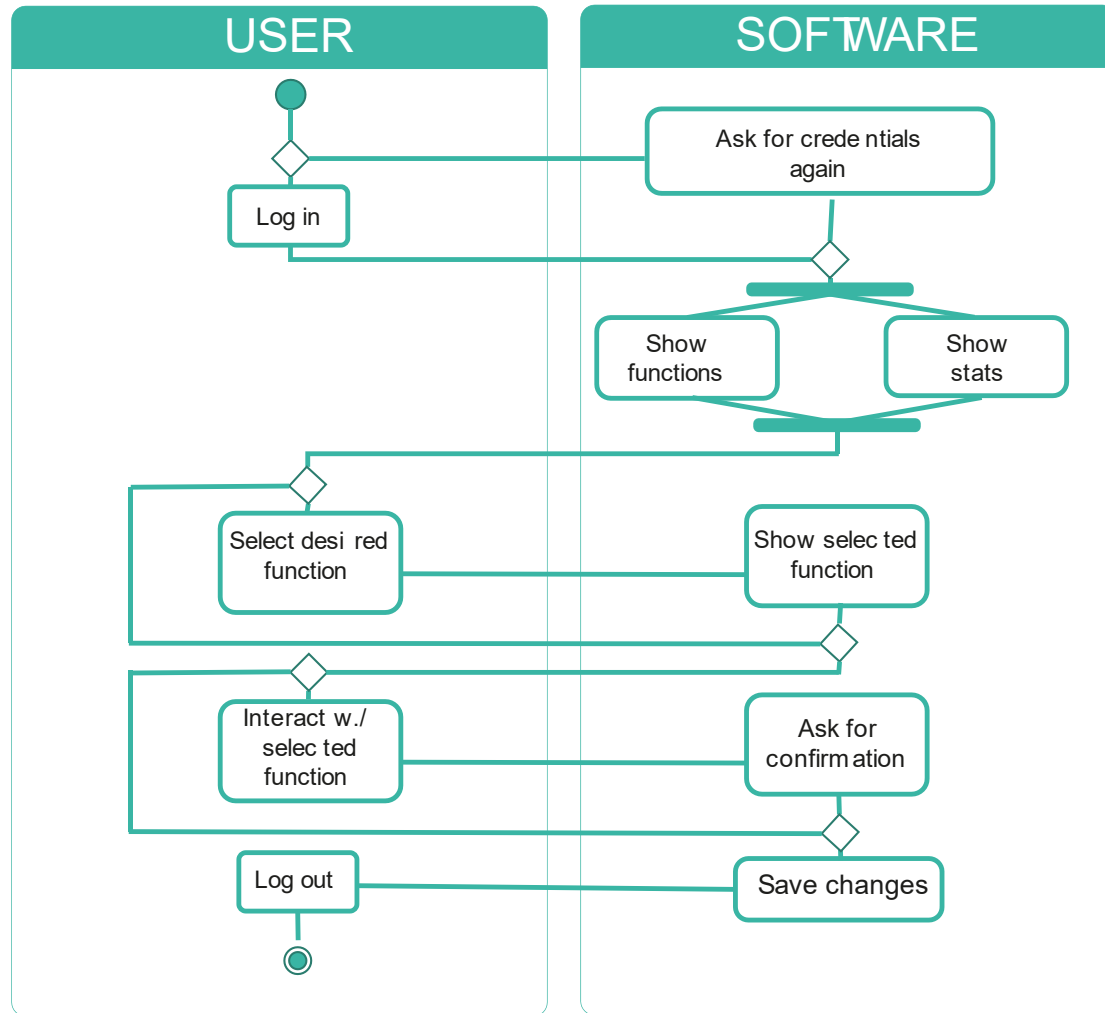 USER
SOFTWARE
Ask for crede ntials
again
Log in
Show
functions
Show
stats
Select desi red
function
Show selec ted
function
Interact w./
selec ted
function
Ask for
confirm ation
Log out
Save changes